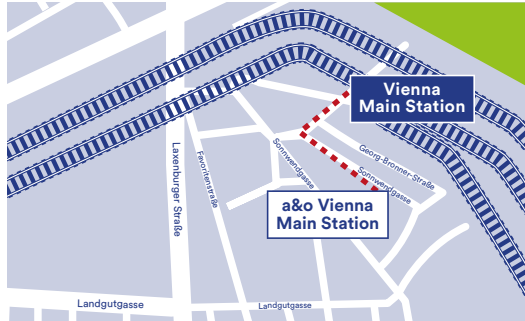 Vienna
Main Station
Georg-Bronner-Straße
Sonnwendgasse
Sonnwendgasse
Favoritenstraße
Laxenburger Straße
a&o Vienna
Main Station
Landgutgasse
Landgutgasse